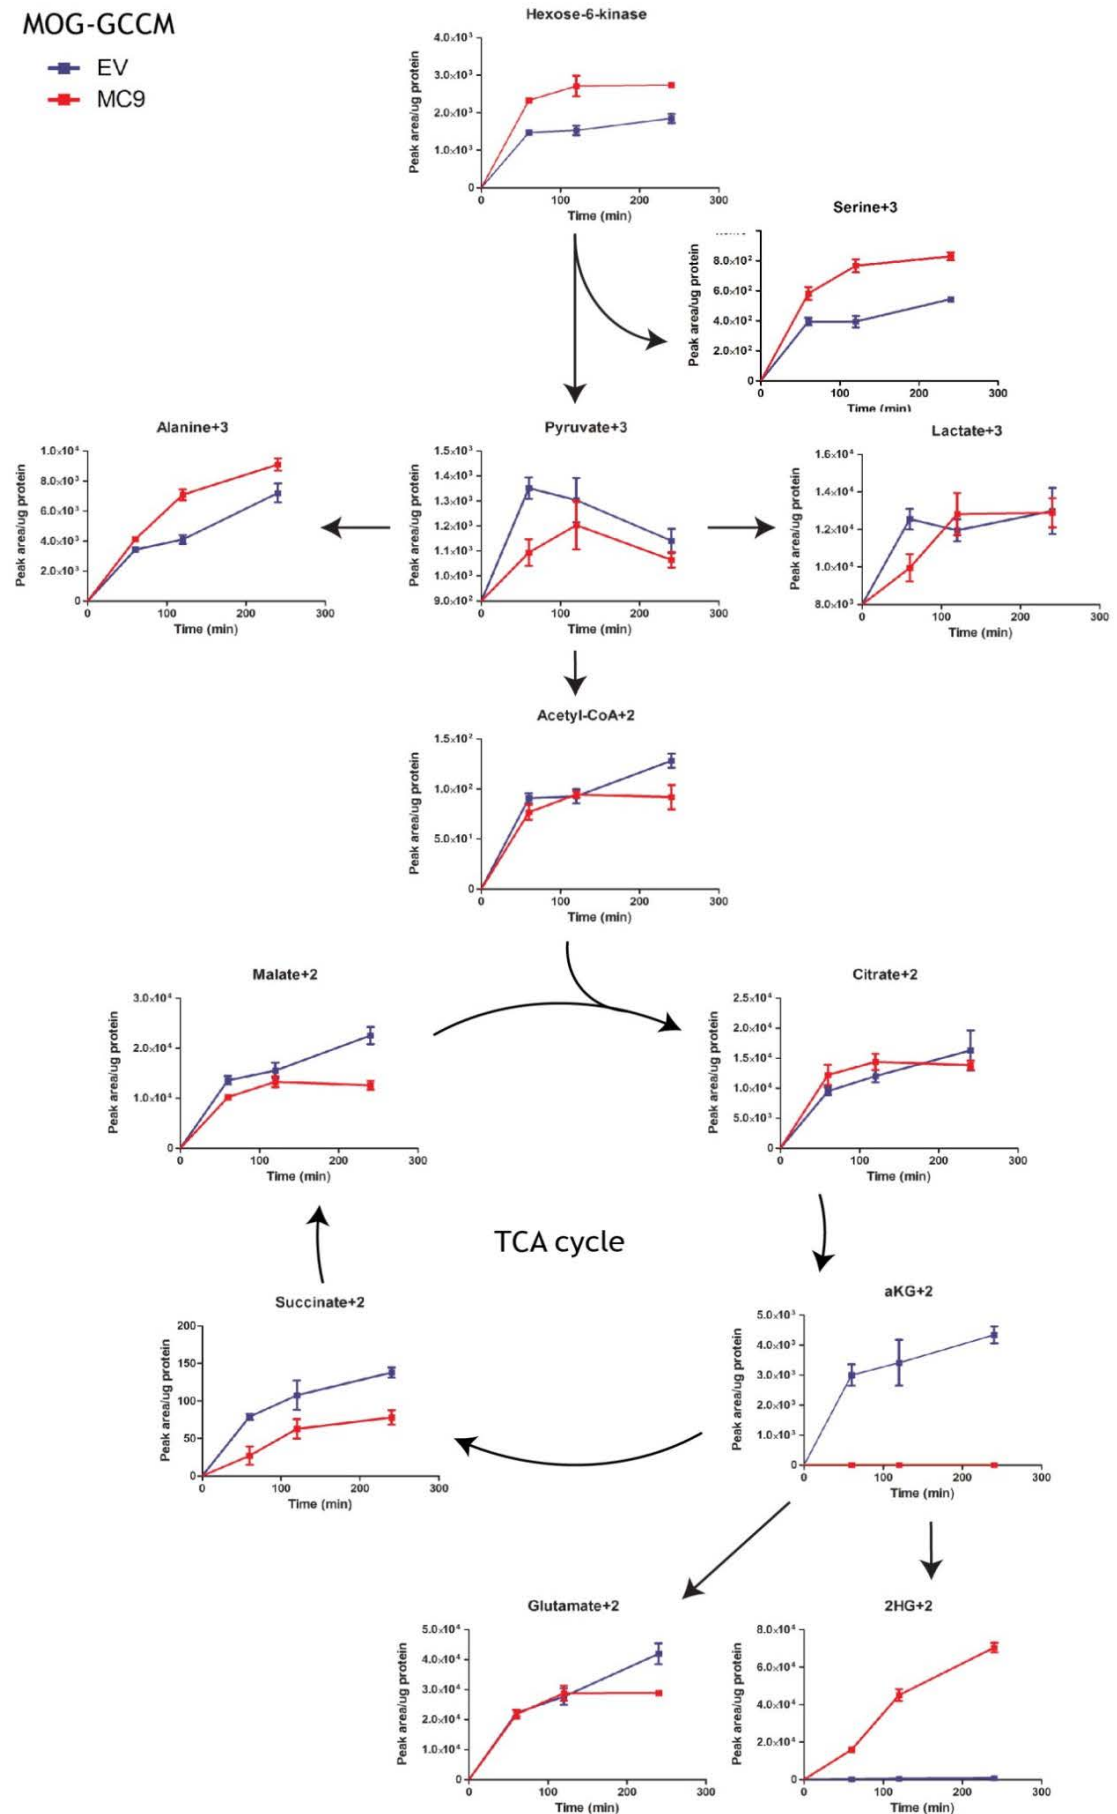 MOG-GCCM
EV
MC9
Hexose-6-kinase
Peak area/ug protein
4.0×10³
3.0×10³
2.0×10³
1.0×10³
0
0 100 200 300
Time (min)
Serine+3
Peak area/ug protein
8.0×10²
6.0×10²
4.0×10²
2.0×10²
0
0 100 200 300
Time (min)
Alanine+3
Peak area/ug protein
1.0×10⁴
8.0×10³
6.0×10³
4.0×10³
2.0×10³
0
0 100 200 300
Time (min)
Pyruvate+3
Peak area/ug protein
1.5×10³
1.4×10³
1.3×10³
1.2×10³
1.1×10³
1.0×10³
9.0×10²
0 100 200 300
Time (min)
Lactate+3
Peak area/ug protein
1.6×10⁴
1.4×10⁴
1.2×10⁴
1.0×10⁴
8.0×10³
0 100 200 300
Time (min)
Acetyl-CoA+2
Peak area/ug protein
1.5×10²
1.0×10²
5.0×10¹
0
0 100 200 300
Time (min)
Malate+2
Peak area/ug protein
3.0×10⁴
2.0×10⁴
1.0×10⁴
0
0 100 200 300
Time (min)
Citrate+2
Peak area/ug protein
2.5×10⁴
2.0×10⁴
1.5×10⁴
1.0×10⁴
5.0×10³
0
0 100 200 300
Time (min)
TCA cycle
Succinate+2
Peak area/ug protein
200
150
100
50
0
0 100 200 300
Time (min)
aKG+2
Peak area/ug protein
5.0×10³
4.0×10³
3.0×10³
2.0×10³
1.0×10³
0
0 100 200 300
Time (min)
Glutamate+2
Peak area/ug protein
5.0×10⁴
4.0×10⁴
3.0×10⁴
2.0×10⁴
1.0×10⁴
0
0 100 200 300
Time (min)
2HG+2
Peak area/ug protein
8.0×10⁴
6.0×10⁴
4.0×10⁴
2.0×10⁴
0
0 100 200 300
Time (min)